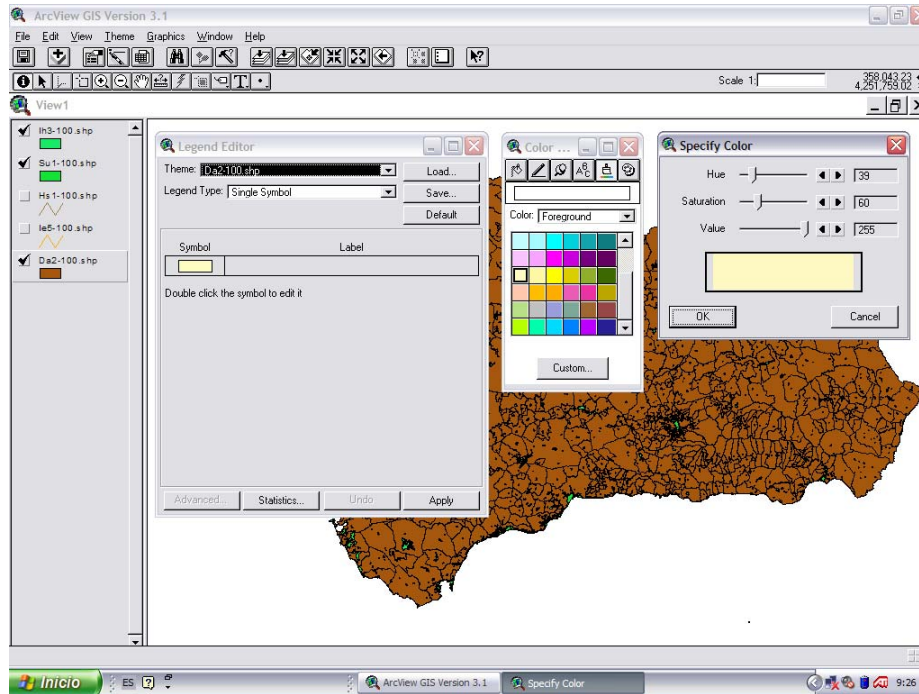 ArcView GIS Version 3.1
File Edit View Theme Graphics Window Help
Scale 1:
358,043.23
4,251,759.02
View1
Ih3-100.shp
Su1-100.shp
Hs1-100.shp
Ie5-100.shp
Da2-100.shp
Legend Editor
Theme: Da2-100.shp
Load...
Legend Type: Single Symbol
Save...
Default
Symbol Label
Double click the symbol to edit it
Advanced... Statistics... Undo Apply
Color ...
Color: Foreground
Custom...
Specify Color
Hue 39
Saturation 60
Value 255
OK Cancel
Inicio ES ArcView GIS Version 3.1 Specify Color 9:26